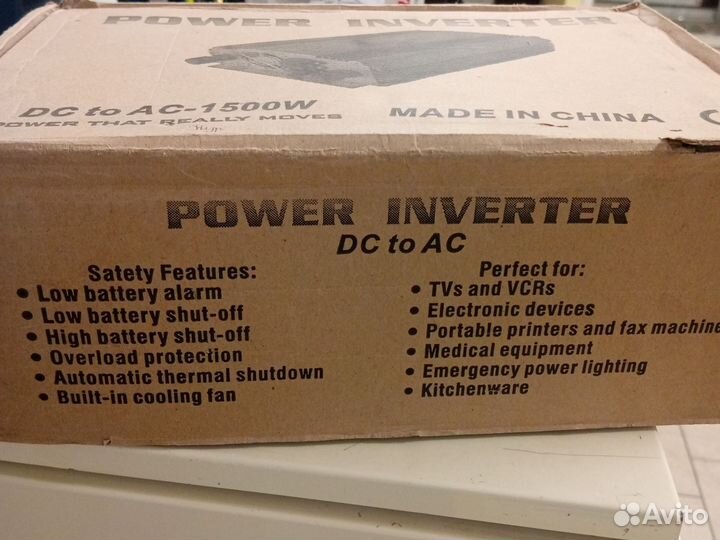 POWER INVERTER
DC to AC-1500W
MADE IN CHINA
POWER THAT REALLY MOVES
POWER INVERTER
DC to AC
Satety Features:
• Low battery alarm
• Low battery shut-off
• High battery shut-off
• Overload protection
• Automatic thermal shutdown
• Built-in cooling fan
Perfect for:
• TVs and VCRs
• Electronic devices
• Portable printers and fax machine
• Medical equipment
• Emergency power lighting
• Kitchenware
Avito